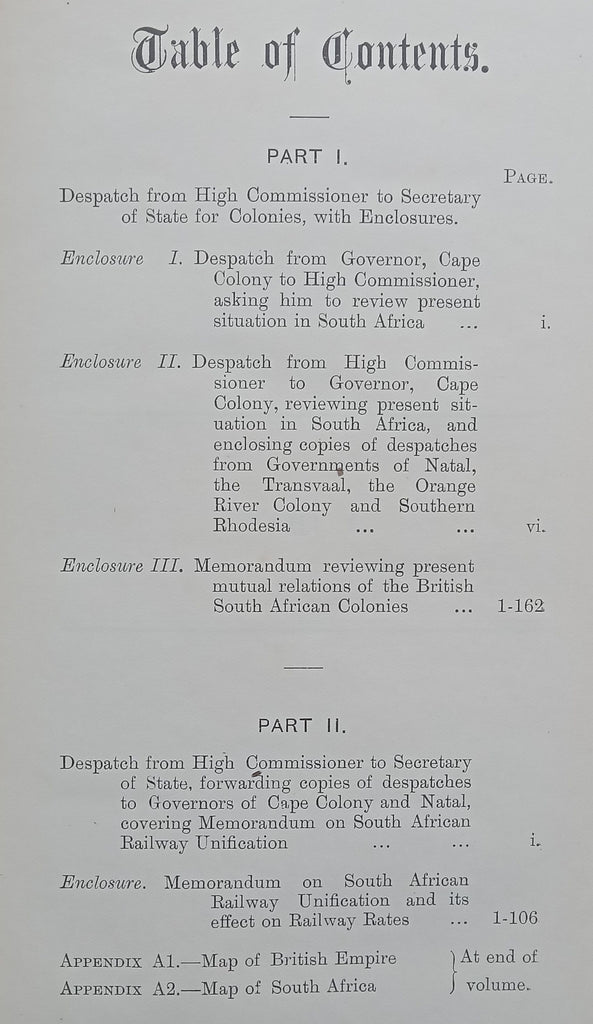 Table of Contents.
PART I.
PAGE.
Despatch from High Commissioner to Secretary
of State for Colonies, with Enclosures.
Enclosure I. Despatch from Governor, Cape
Colony to High Commissioner,
asking him to review present
situation in South Africa ... i.
Enclosure II. Despatch from High Commis-
sioner to Governor, Cape
Colony, reviewing present sit-
uation in South Africa, and
enclosing copies of despatches
from Governments of Natal,
the Transvaal, the Orange
River Colony and Southern
Rhodesia ... ... vi.
Enclosure III. Memorandum reviewing present
mutual relations of the British
South African Colonies ... 1-162
PART II.
Despatch from High Commissioner to Secretary
of State, forwarding copies of despatches
to Governors of Cape Colony and Natal,
covering Memorandum on South African
Railway Unification ... ... i.
Enclosure. Memorandum on South African
Railway Unification and its
effect on Railway Rates ... 1-106
APPENDIX A1.—Map of British Empire } At end of
APPENDIX A2.—Map of South Africa } volume.